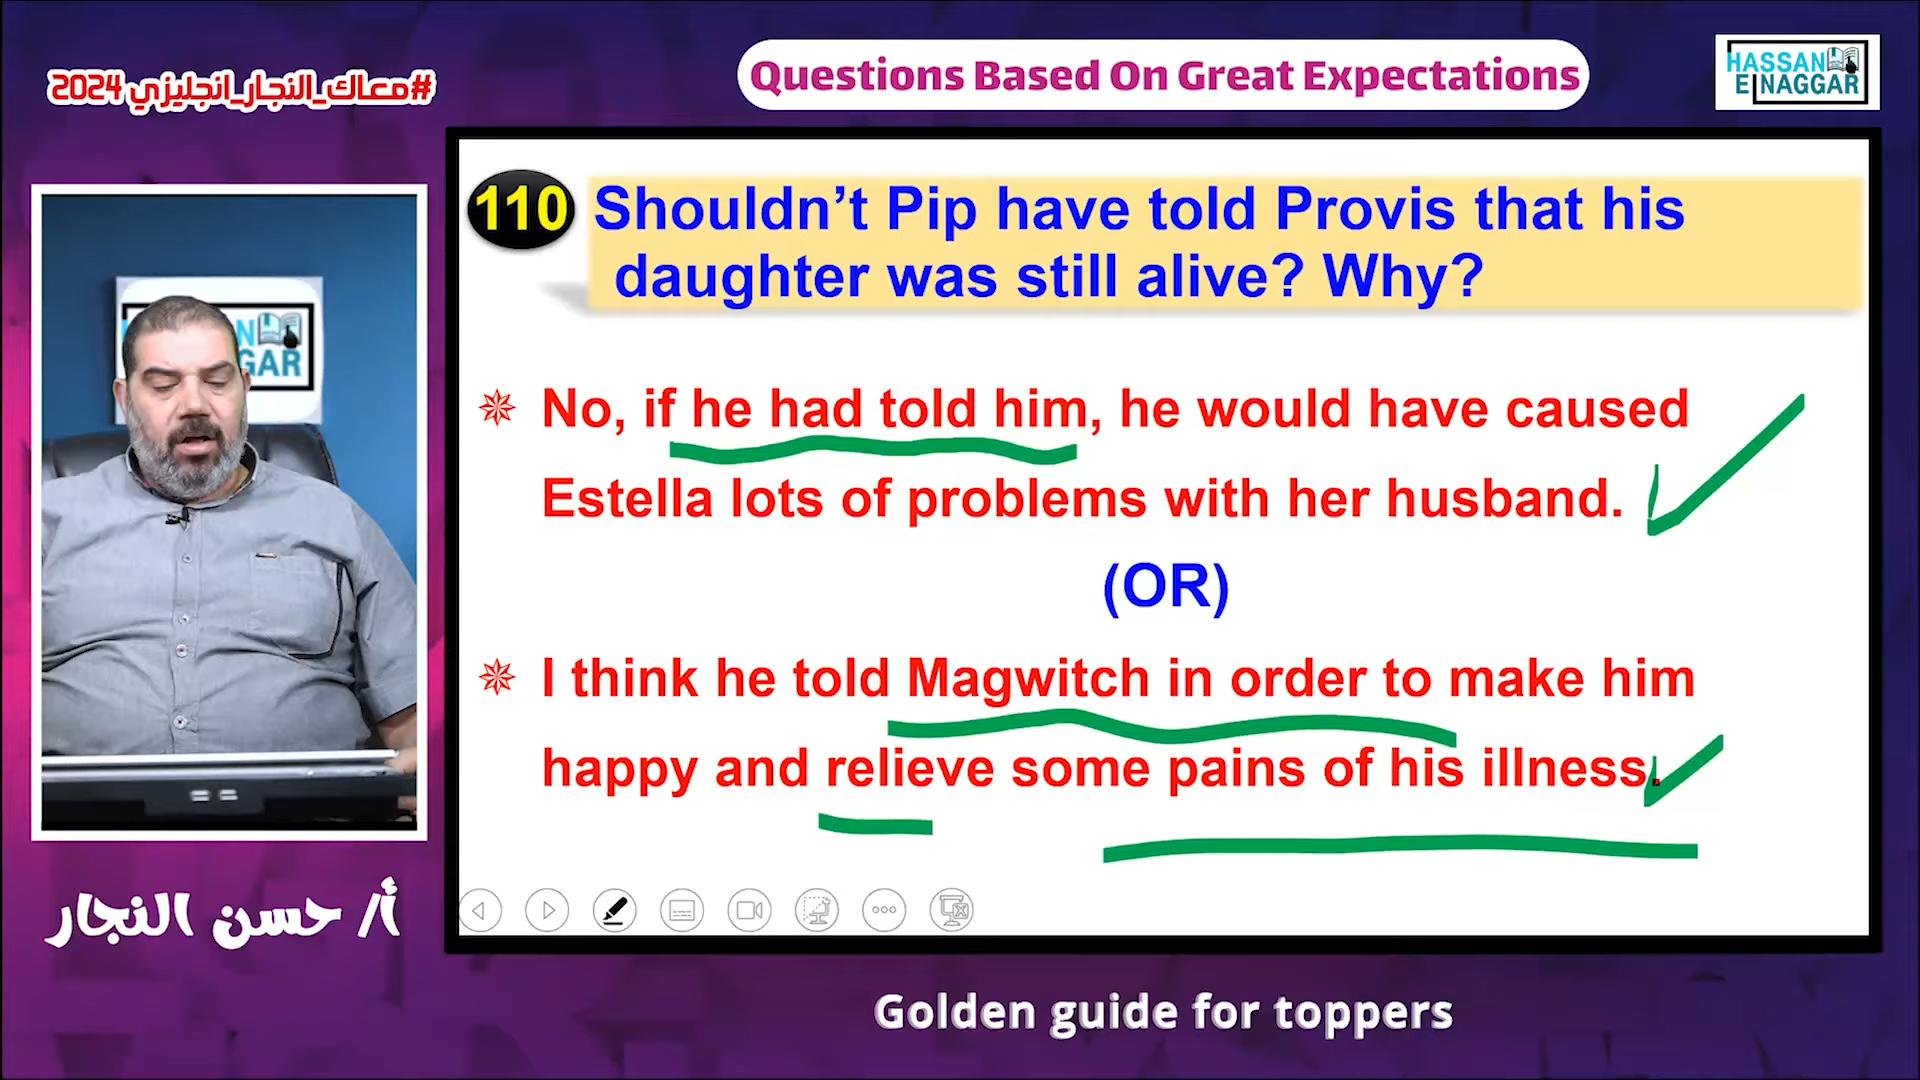 #معاك_النجار_انجليزي 2024
Questions Based On Great Expectations
HASSAN
ELNAGGAR
110 Shouldn’t Pip have told Provis that his
daughter was still alive? Why?
No, if he had told him, he would have caused
Estella lots of problems with her husband.
(OR)
I think he told Magwitch in order to make him
happy and relieve some pains of his illness.
N
GAR
أ/ حسن النجار
Golden guide for toppers